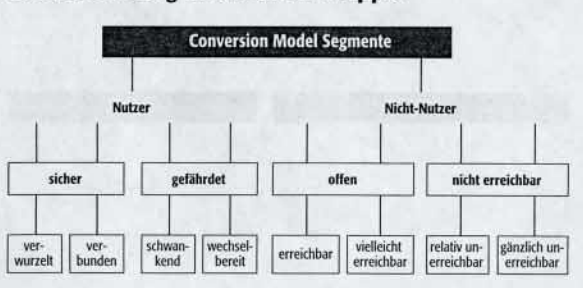 Conversion Model Segmente
Nutzer
Nicht-Nutzer
sicher
gefährdet
offen
nicht erreichbar
ver-
wurzelt
ver-
bunden
schwan-
kend
wechsel-
bereit
erreichbar
vielleicht
erreichbar
relativ un-
erreichbar
gänzlich un-
erreichbar